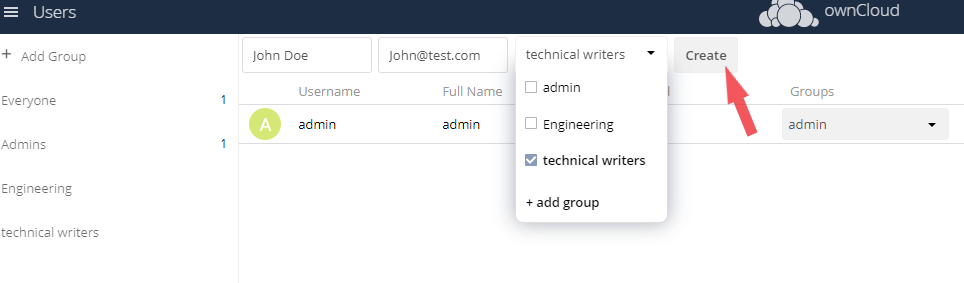 Users
ownCloud
+ Add Group
John Doe
John@test.com
technical writers
Create
Username
Full Name
Groups
Everyone 1
admin
A
admin
admin
admin
Admins 1
Engineering
Engineering
technical writers
technical writers
+ add group